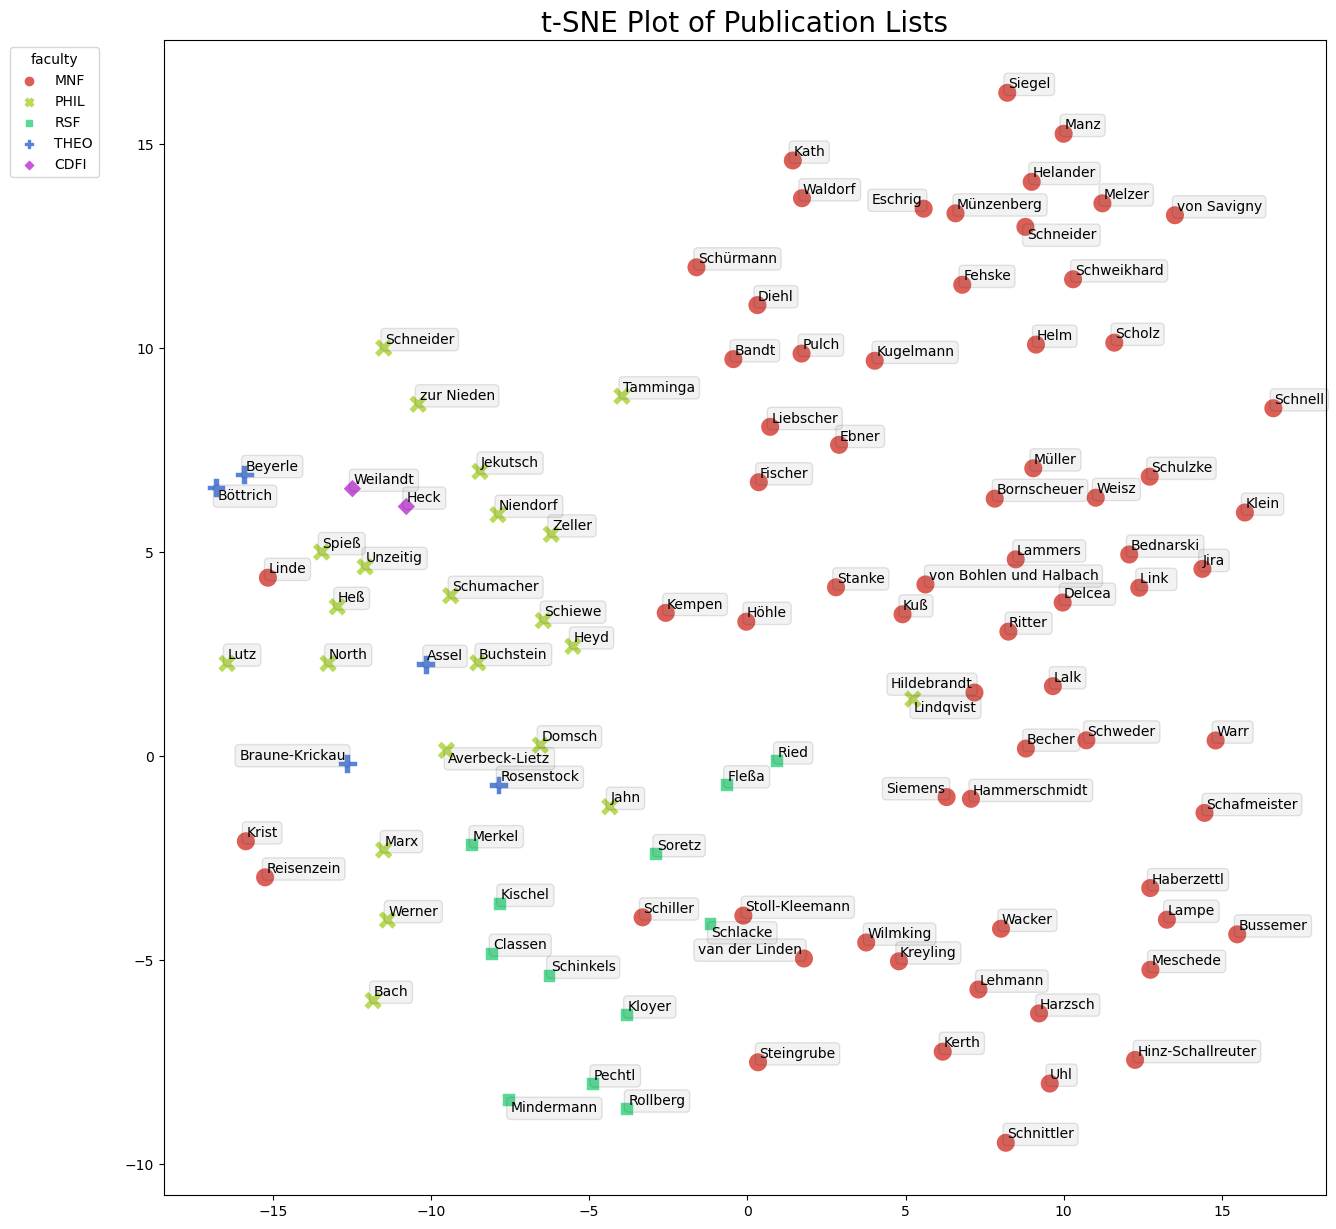 t-SNE Plot of Publication Lists
faculty
MNF
PHIL
RSF
THEO
CDFI
Siegel
Manz
Kath
Helander
Waldorf
Eschrig
Münzenberg
Melzer
von Savigny
Schneider
Schürmann
Fehske
Schweikhard
Diehl
Schneider
Bandt
Pulch
Kugelmann
Helm
Scholz
zur Nieden
Tamminga
Schnell
Liebscher
Ebner
Beyerle
Böttrich
Weilandt
Heck
Jekutsch
Fischer
Müller
Schulzke
Niendorf
Bornscheuer
Weisz
Klein
Zeller
Spieß
Unzeitig
Linde
Lammers
Bednarski
Jira
Heß
Schumacher
Stanke
von Bohlen und Halbach
Link
Delcea
Schiewe
Kempen
Höhle
Kuß
Ritter
Heyd
Lutz
North
Assel
Buchstein
Hildebrandt
Lindqvist
Lalk
Braune-Krickau
Averbeck-Lietz
Domsch
Ried
Becher
Schweder
Warr
Rosenstock
Fleßa
Jahn
Siemens
Hammerschmidt
Schafmeister
Krist
Marx
Merkel
Soretz
Reisenzein
Haberzettl
Kischel
Werner
Schiller
Stoll-Kleemann
Schlacke
van der Linden
Wilmking
Kreyling
Wacker
Lampe
Bussemer
Classen
Schinkels
Meschede
Bach
Kloyer
Lehmann
Harzsch
Steingrube
Kerth
Hinz-Schallreuter
Pechtl
Uhl
Mindermann
Rollberg
Schnittler
15
10
5
0
−5
−10
−15
−10
−5
0
5
10
15